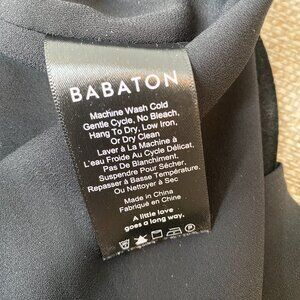 BABATON
Machine Wash Cold
Gentle Cycle, No Bleach,
Hang To Dry, Low Iron,
Or Dry Clean
Laver À La Machine À
L'eau Froide Au Cycle Délicat,
Pas De Blanchiment,
Suspendre Pour Sécher,
Repasser à Basse Température,
Ou Nettoyer à Sec
Made in China
Fabriqué en Chine
A little love
goes a long way.